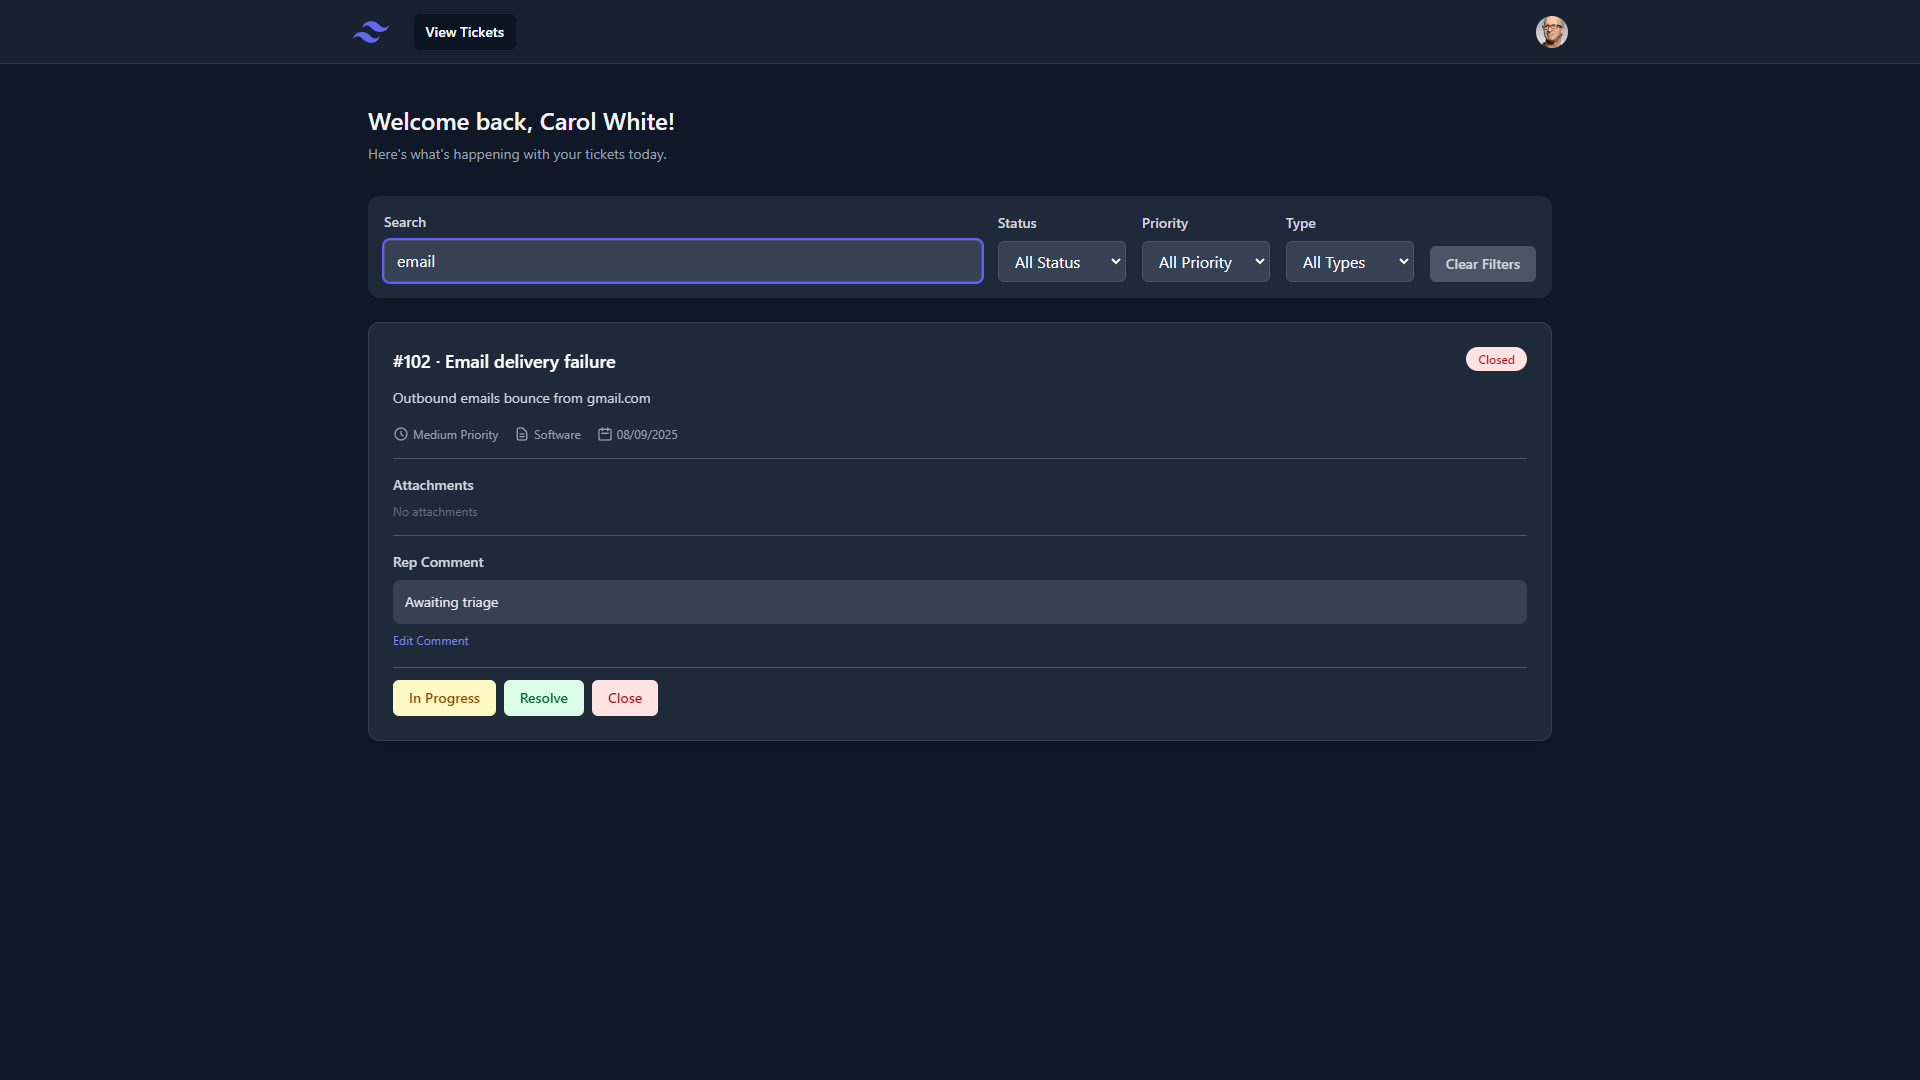 View Tickets
Welcome back, Carol White!
Here's what's happening with your tickets today.
Search
Status
Priority
Type
email
All Status
All Priority
All Types
Clear Filters
#102 · Email delivery failure
Closed
Outbound emails bounce from gmail.com
Medium Priority
Software
08/09/2025
Attachments
No attachments
Rep Comment
Awaiting triage
Edit Comment
In Progress
Resolve
Close